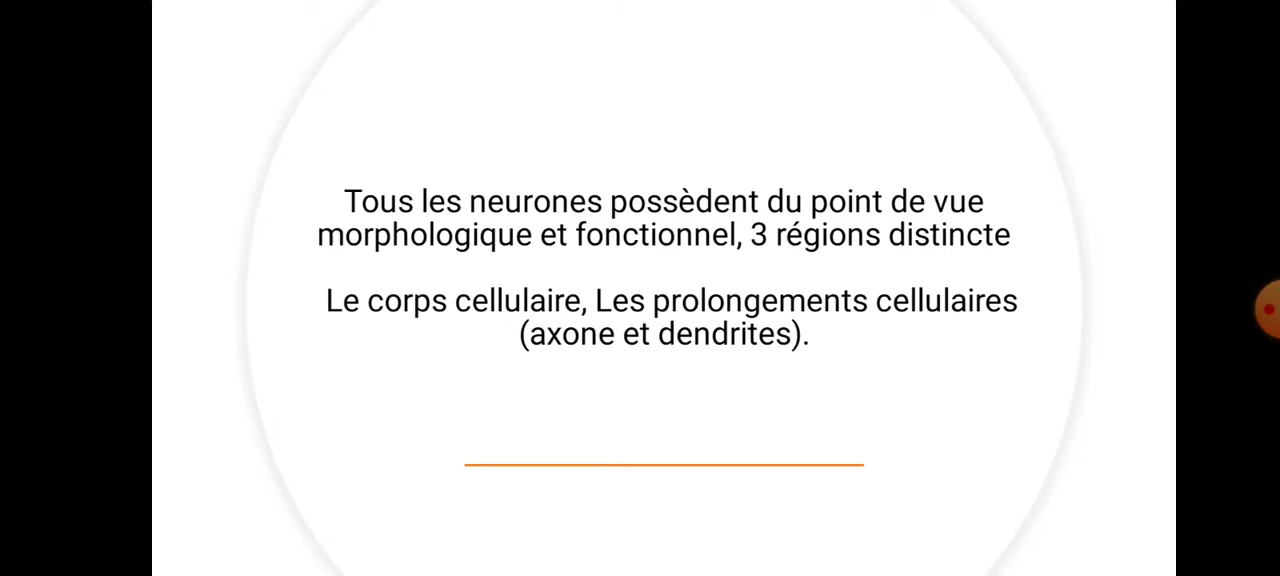 Tous les neurones possèdent du point de vue
morphologique et fonctionnel, 3 régions distincte
Le corps cellulaire, Les prolongements cellulaires
(axone et dendrites).